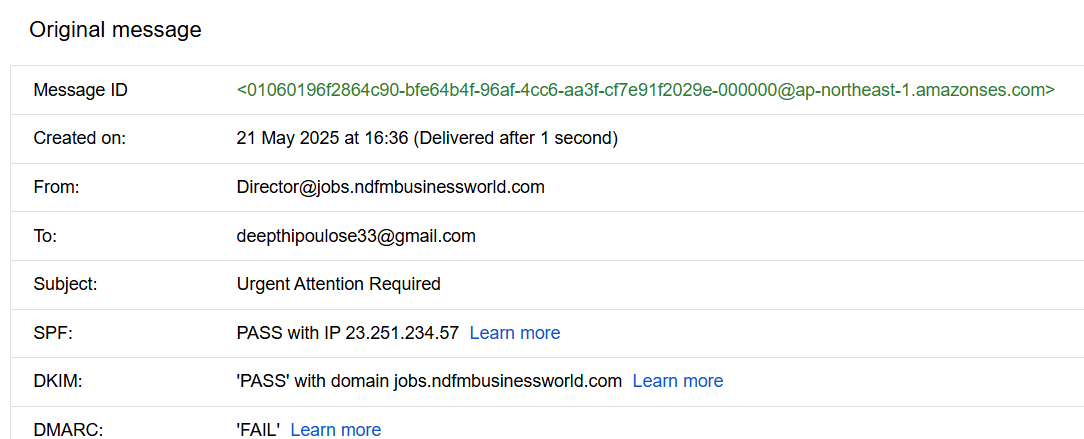 Original message
Message ID <01060196f2864c90-bfe64b4f-96af-4cc6-aa3f-cf7e91f2029e-000000@ap-northeast-1.amazonses.com>
Created on: 21 May 2025 at 16:36 (Delivered after 1 second)
From: Director@jobs.ndfmbusinessworld.com
To: deepthipoulose33@gmail.com
Subject: Urgent Attention Required
SPF: PASS with IP 23.251.234.57 Learn more
DKIM: 'PASS' with domain jobs.ndfmbusinessworld.com Learn more
DMARC: 'FAIL' Learn more